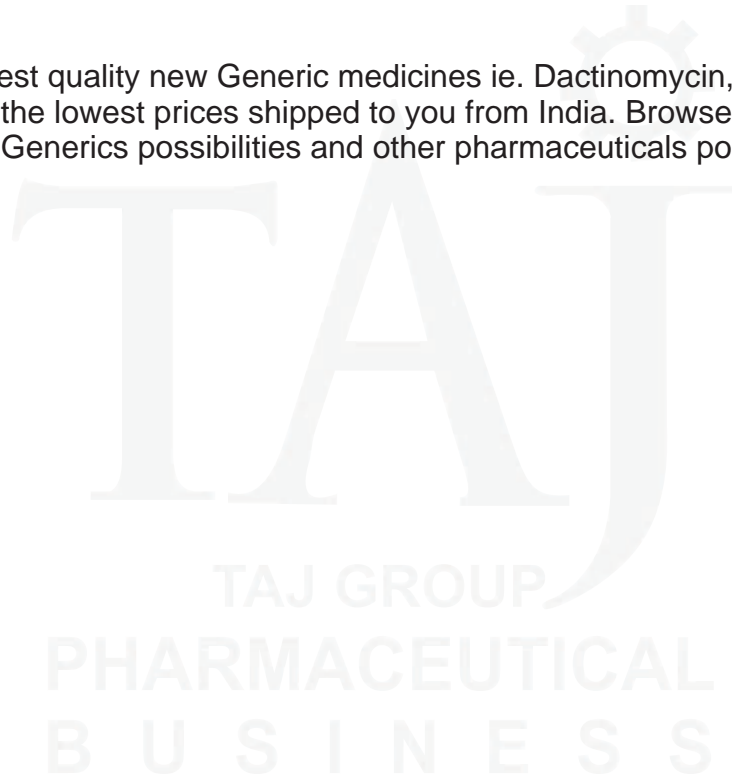 est quality new Generic medicines ie. Dactinomycin,
the lowest prices shipped to you from India. Browse
Generics possibilities and other pharmaceuticals po
TAJ
TAJ GROUP
PHARMACEUTICAL
BUSINESS